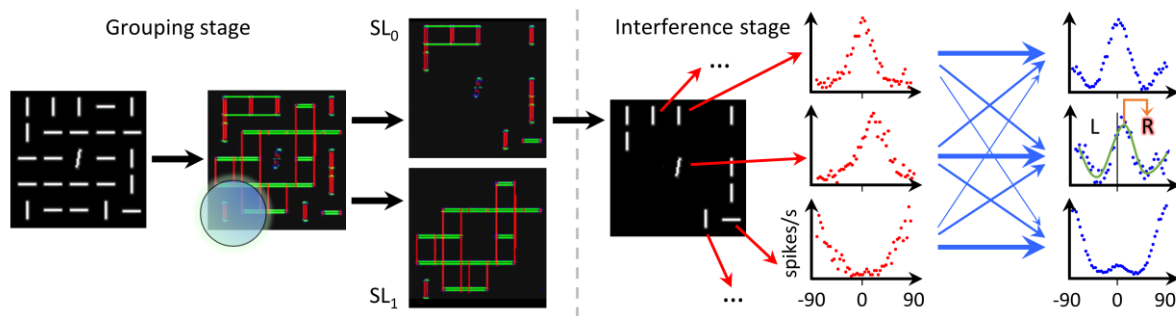 Grouping stage
SL0
SL1
Interference stage
...
...
L
R
spikes/s
-90
0
90
-90
0
90